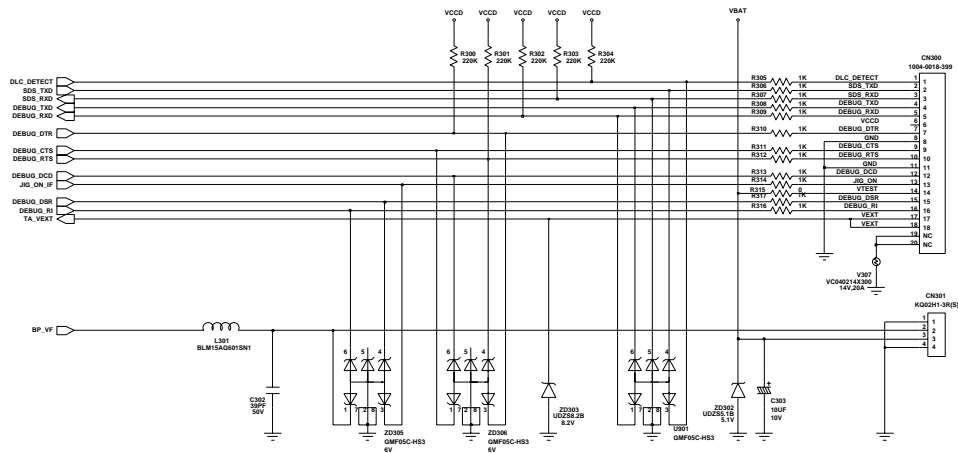 VCCD VCCD VCCD VCCD VCCD VBAT
R300 R301 R302 R303 R304
220K 220K 220K 220K 220K
CN300
1004-0018-399
DLC_DETECT R305 1K DLC_DETECT 1 1
SDS_TXD R306 1K SDS_TXD 2 2
SDS_RXD R307 1K SDS_RXD 3 3
DEBUG_TXD R308 1K DEBUG_TXD 4 4
DEBUG_RXD R309 1K DEBUG_RXD 5 5
VCCD 6 6
DEBUG_DTR R310 1K DEBUG_DTR 7 7
GND 8 8
DEBUG_CTS R311 1K DEBUG_CTS 9 9
DEBUG_RTS R312 1K DEBUG_RTS 10 10
GND 11 11
DEBUG_DCD R313 1K DEBUG_DCD 12 12
JIG_ON_IF R314 1K JIG_ON 13 13
R315 0 VTEST 14 14
DEBUG_DSR R317 1K DEBUG_DSR 15 15
DEBUG_RI R316 1K DEBUG_RI 16 16
TA_VEXT VEXT 17 17
VEXT 18 18
19 NC
20 NC
V307
VC040214X300
14V,20A
CN301
KQ02H1-3R(S)
BP_VF
1 1
2 2
3 3
4 4
L301
BLM15AG601SN1
6 5 4 6 5 4 6 5 4
C302
39PF
50V
1 7 2 8 3 1 7 2 8 3 1 7 2 8 3
ZD305
GMF05C-HS3
6V
ZD306
GMF05C-HS3
6V
ZD303
UDZS8.2B
8.2V
U901
GMF05C-HS3
ZD302
UDZS5.1B
5.1V
+
C303
10UF
10V